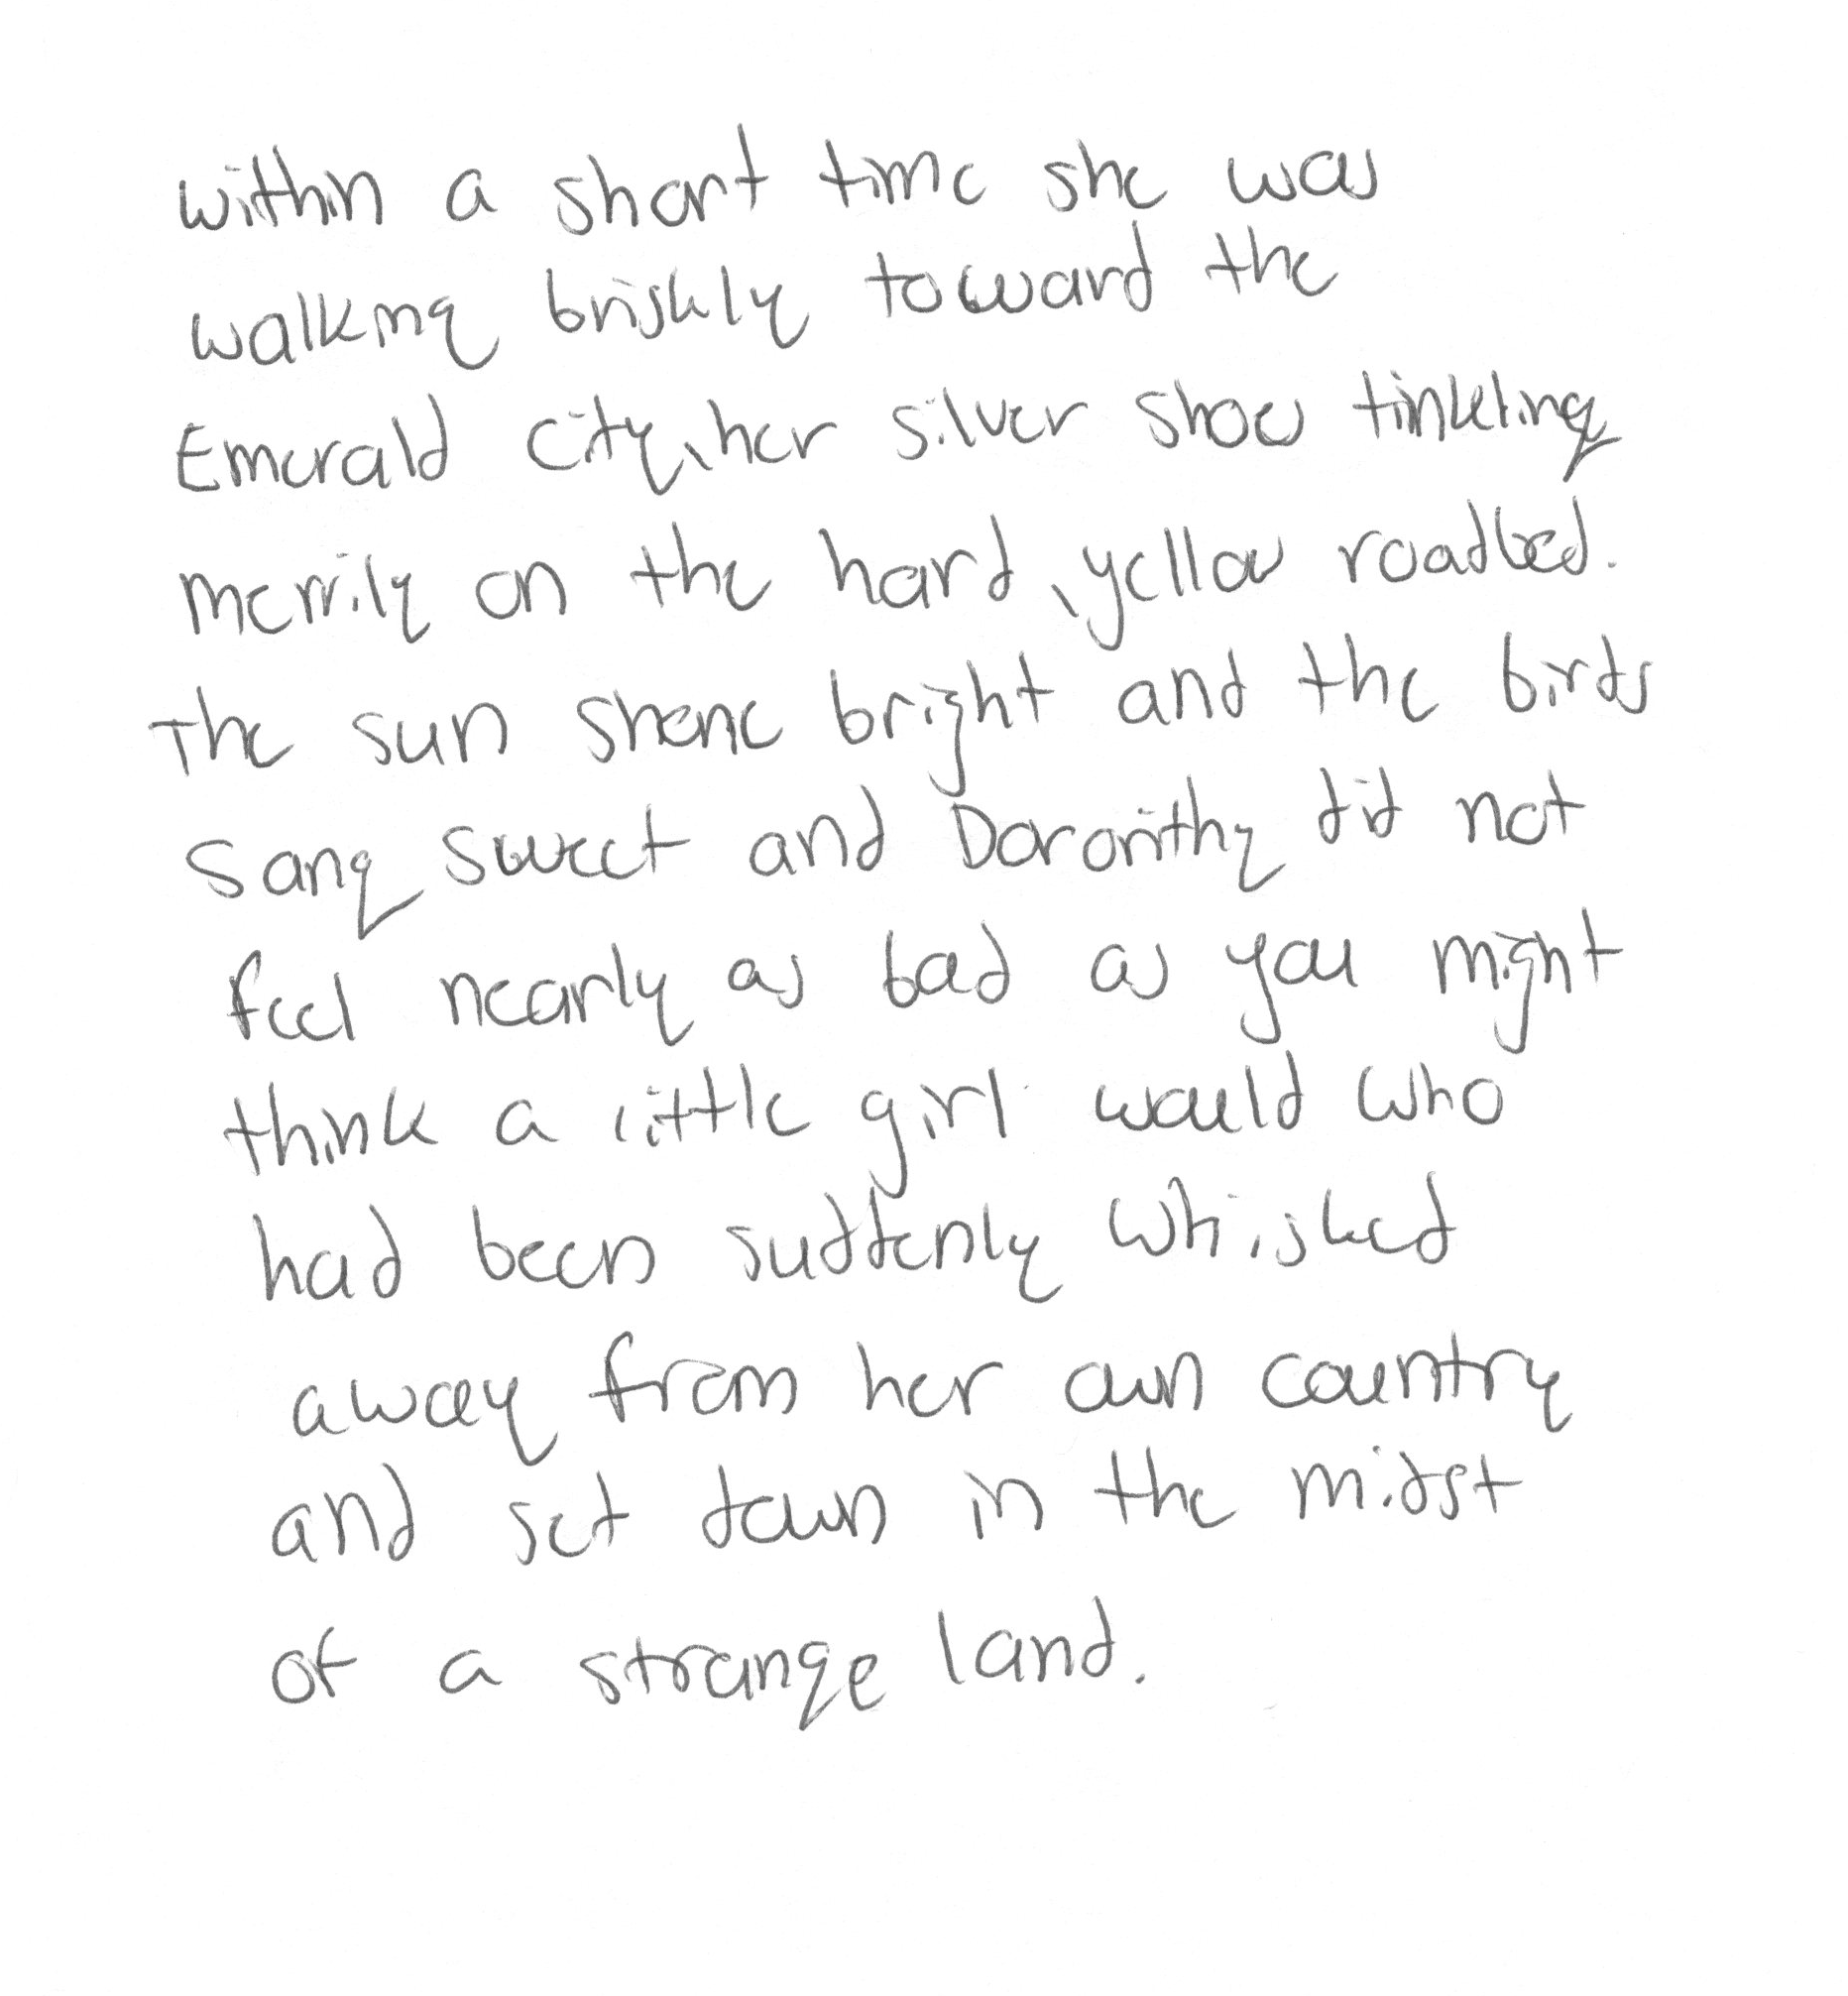 within a short time she was
walking briskly toward the
Emerald City, her silver shoes tinkling
merrily on the hard, yellow roadbed.
The sun shone bright and the birds
sang sweet and Dororithy did not
feel nearly as bad as you might
think a little girl would who
had been suddenly whisked
away from her own country
and set down in the midst
of a strange land.